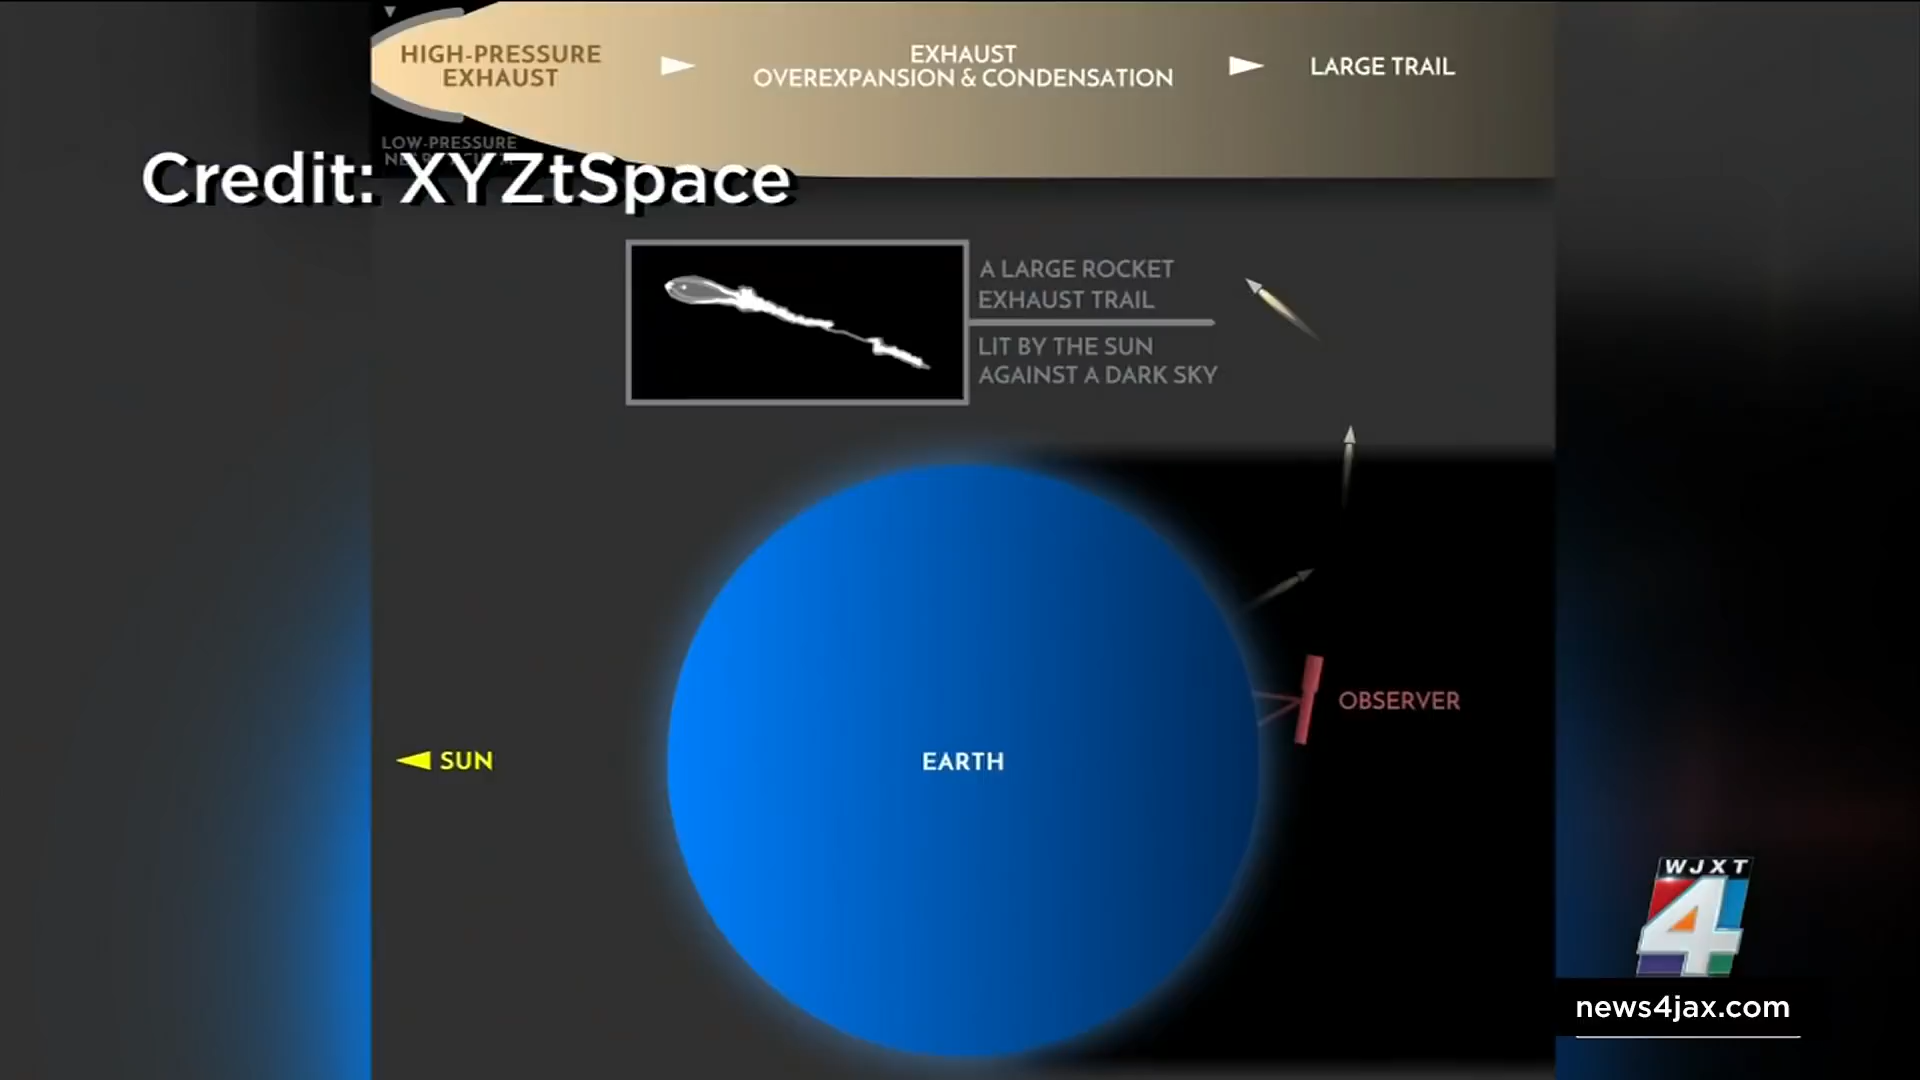 HIGH-PRESSURE
EXHAUST
EXHAUST
OVEREXPANSION & CONDENSATION
LARGE TRAIL
LOW-PRESSURE
Credit: XYZtSpace
A LARGE ROCKET
EXHAUST TRAIL
LIT BY THE SUN
AGAINST A DARK SKY
OBSERVER
SUN
EARTH
WJXT
4
news4jax.com